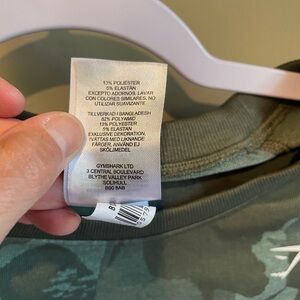 13% POLIÉSTER
5% ELASTÁN
EXCEPTO ADORNOS. LAVAR
CON COLORES SIMILARES. NO
UTILIZAR SUAVIZANTE
TILLVERKAD I BANGLADESH
82% POLYAMID
13% POLYESTER
5% ELASTAN
EXKLUSIVE DEKORATION.
TVÄTTAS MED LIKNANDE
FÄRGER, ANVÄND EJ
SKÖLJMEDEL
GYMSHARK LTD
3 CENTRAL BOULEVARD
BLYTHE VALLEY PARK
SOLIHULL
B90 8AB